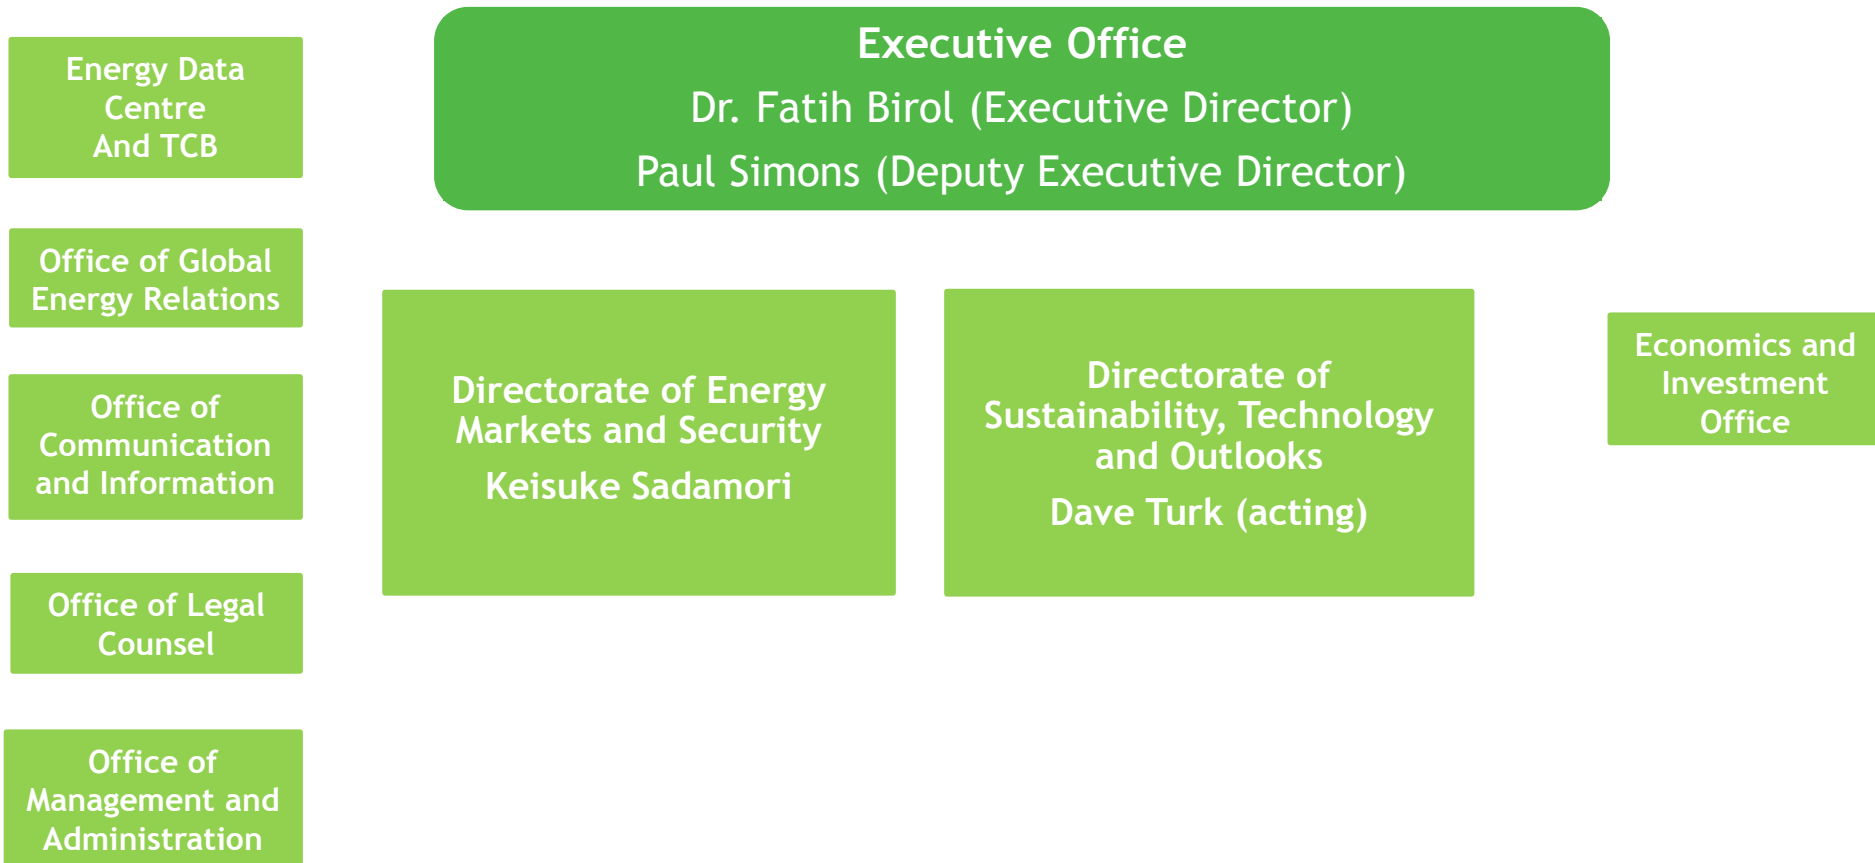 Executive Office
Dr. Fatih Birol (Executive Director)
Paul Simons (Deputy Executive Director)
Energy Data
Centre
And TCB
Office of Global
Energy Relations
Office of
Communication
and Information
Office of Legal
Counsel
Office of
Management and
Administration
Directorate of Energy
Markets and Security
Keisuke Sadamori
Directorate of
Sustainability, Technology
and Outlooks
Dave Turk (acting)
Economics and
Investment
Office